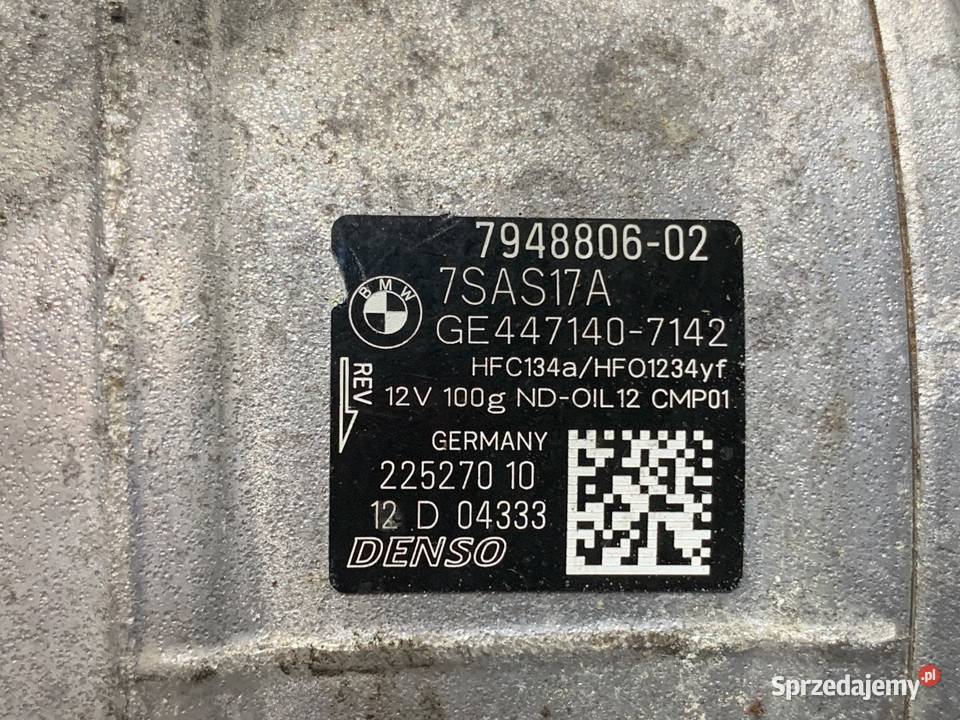 7948806-02
BMW
7SAS17A
GE447140-7142
HFC134a/HFO1234yf
REV
12V 100g ND-OIL12 CMP01
GERMANY
225270 10
12 D 04333
DENSO
Sprzedajemy.pl